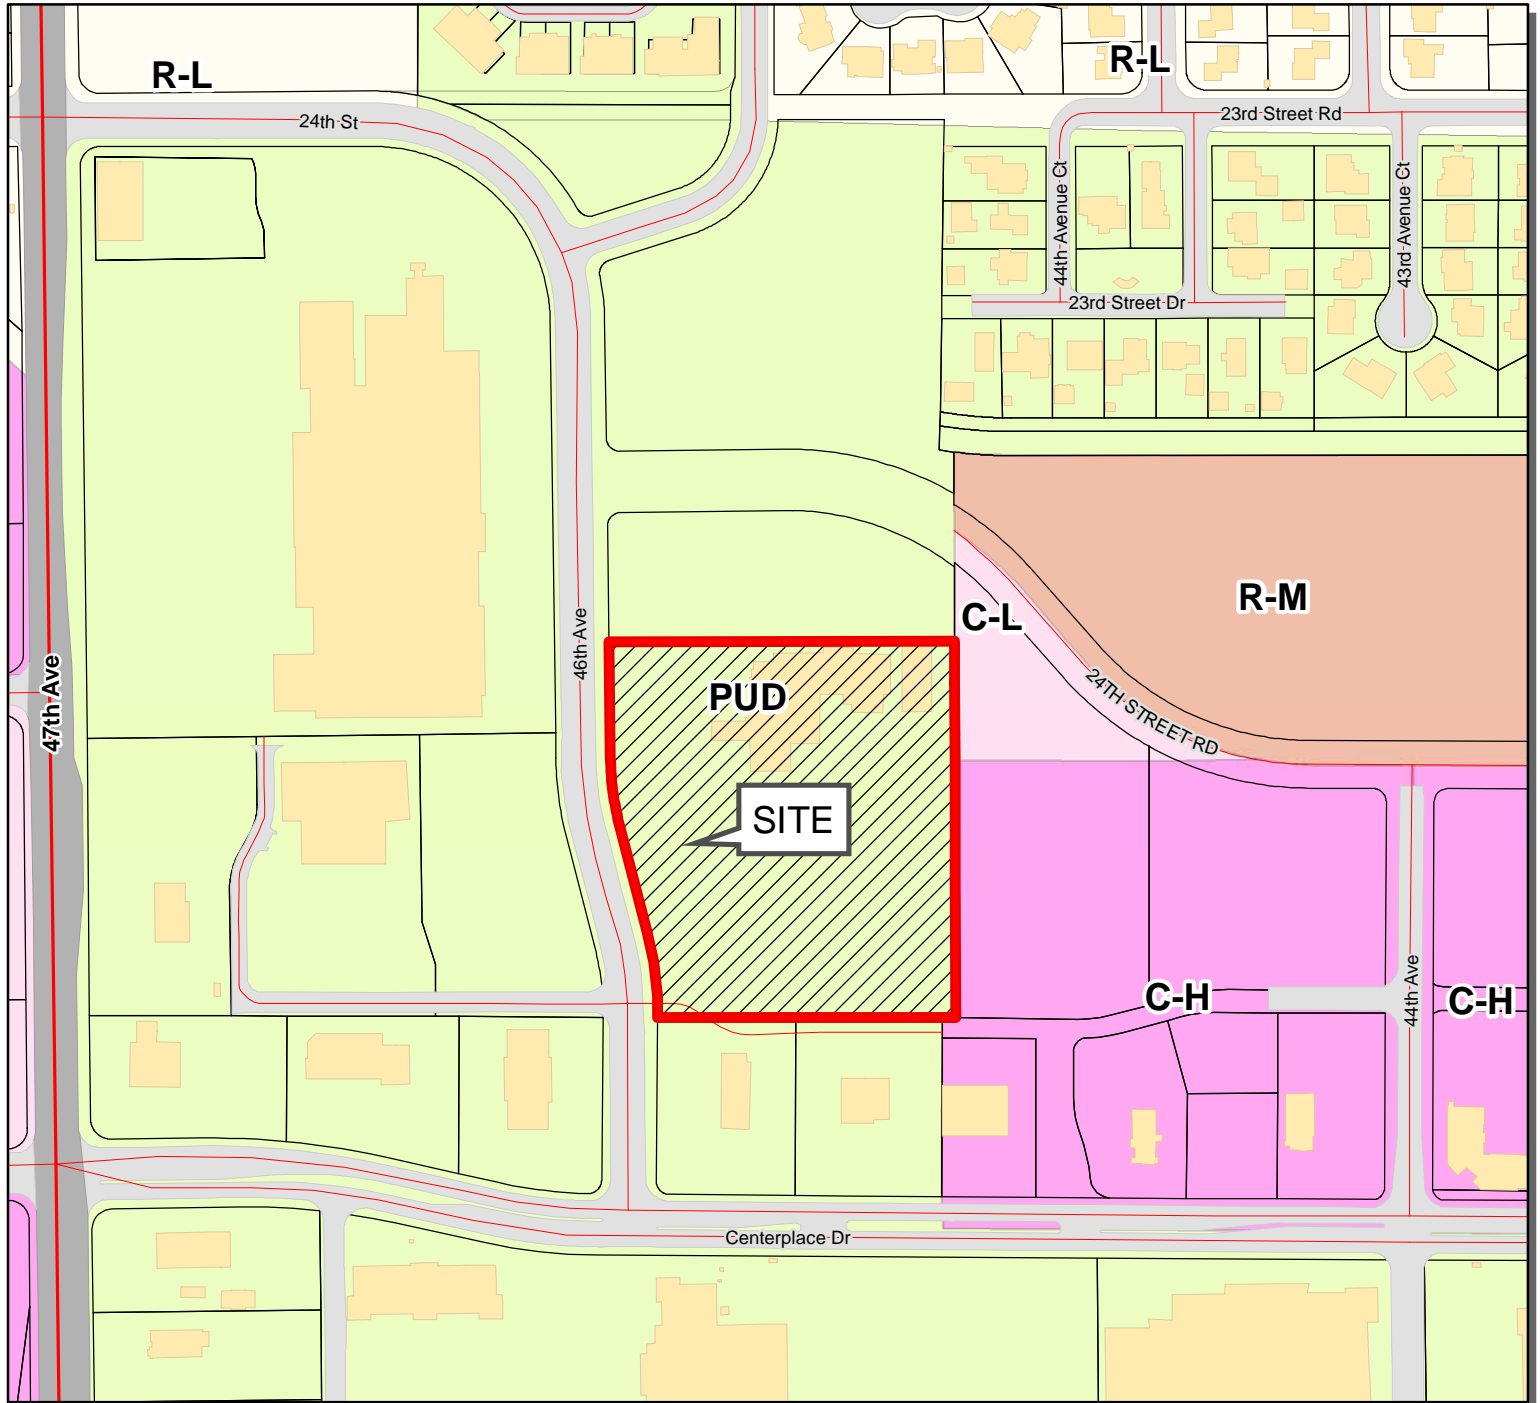 R-L
R-L
24th St
23rd Street Rd
44th Avenue Ct
43rd Avenue Ct
23rd Street Dr
R-M
C-L
46th Ave
47th Ave
PUD
24TH STREET RD
SITE
C-H
C-H
44th Ave
Centerplace Dr